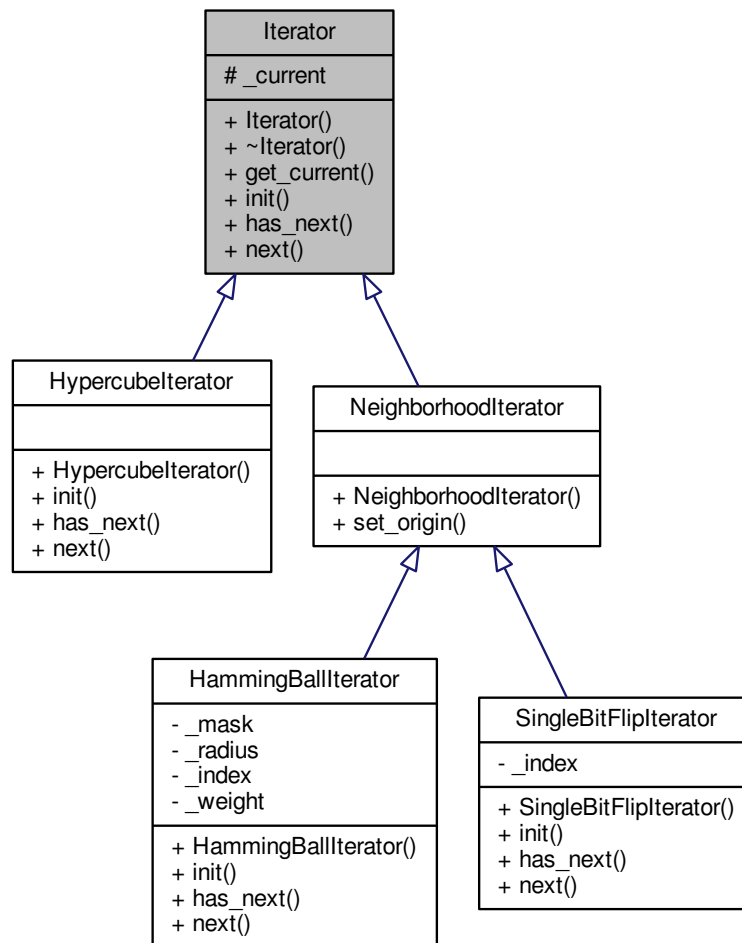 Iterator
# _current
+ Iterator()
+ ~Iterator()
+ get_current()
+ init()
+ has_next()
+ next()
HypercubeIterator
+ HypercubeIterator()
+ init()
+ has_next()
+ next()
NeighborhoodIterator
+ NeighborhoodIterator()
+ set_origin()
HammingBallIterator
- _mask
- _radius
- _index
- _weight
+ HammingBallIterator()
+ init()
+ has_next()
+ next()
SingleBitFlipIterator
- _index
+ SingleBitFlipIterator()
+ init()
+ has_next()
+ next()